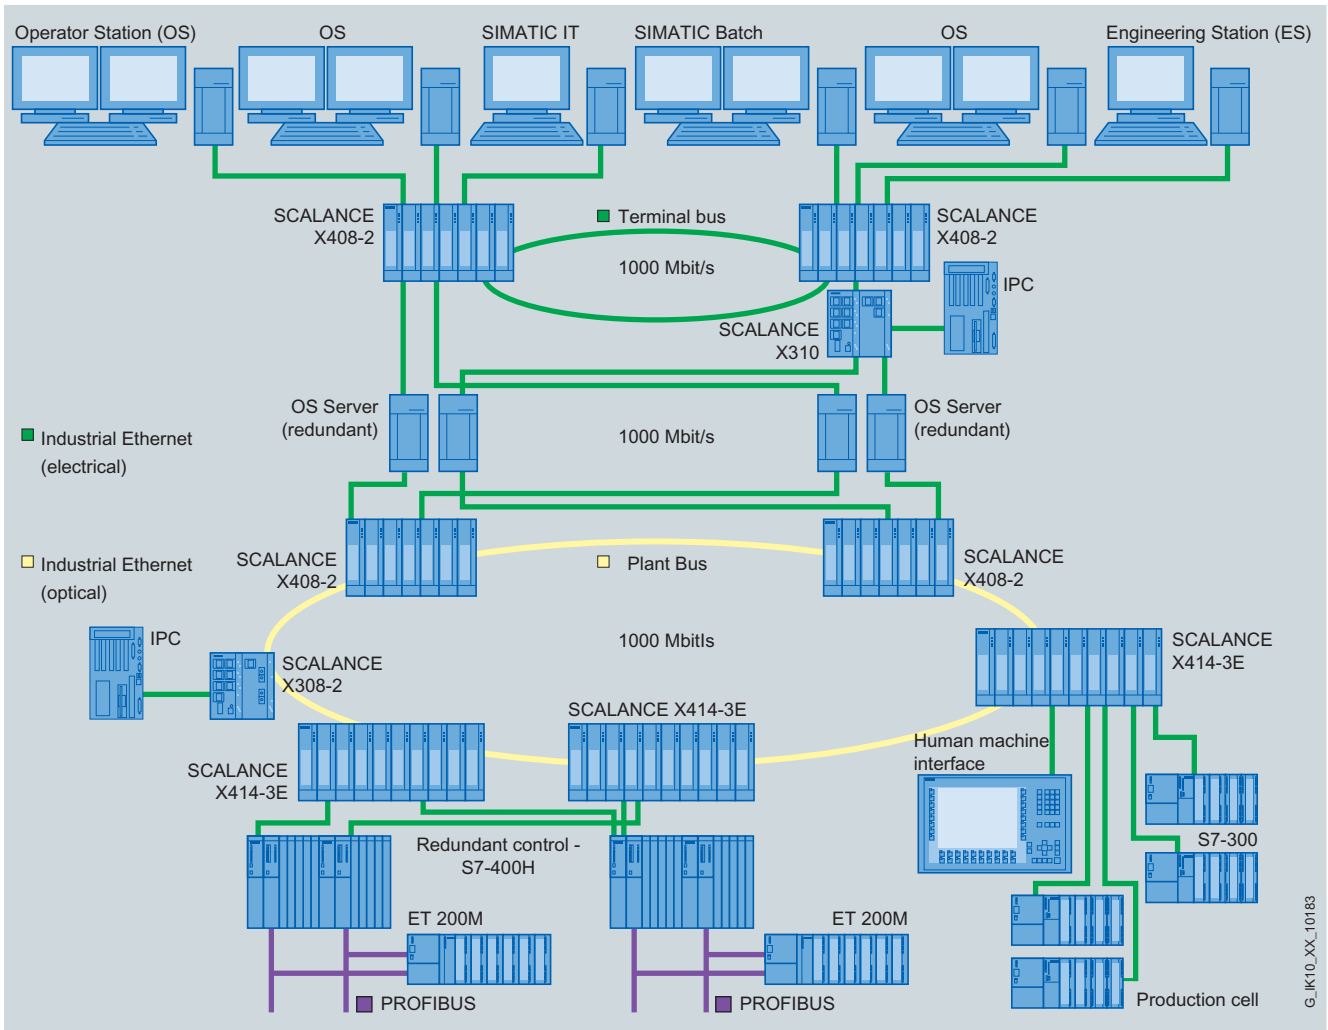 Operator Station (OS)
OS
SIMATIC IT
SIMATIC Batch
OS
Engineering Station (ES)
SCALANCE
X408-2
Terminal bus
SCALANCE
X408-2
1000 Mbit/s
IPC
SCALANCE
X310
OS Server
(redundant)
OS Server
(redundant)
1000 Mbit/s
Industrial Ethernet
(electrical)
SCALANCE
X408-2
Plant Bus
SCALANCE
X408-2
Industrial Ethernet
(optical)
IPC
SCALANCE
X308-2
1000 MbitIs
SCALANCE
X414-3E
SCALANCE X414-3E
SCALANCE
X414-3E
Human machine
interface
Redundant control -
S7-400H
S7-300
ET 200M
ET 200M
PROFIBUS
PROFIBUS
Production cell
G_IK10_XX_10183